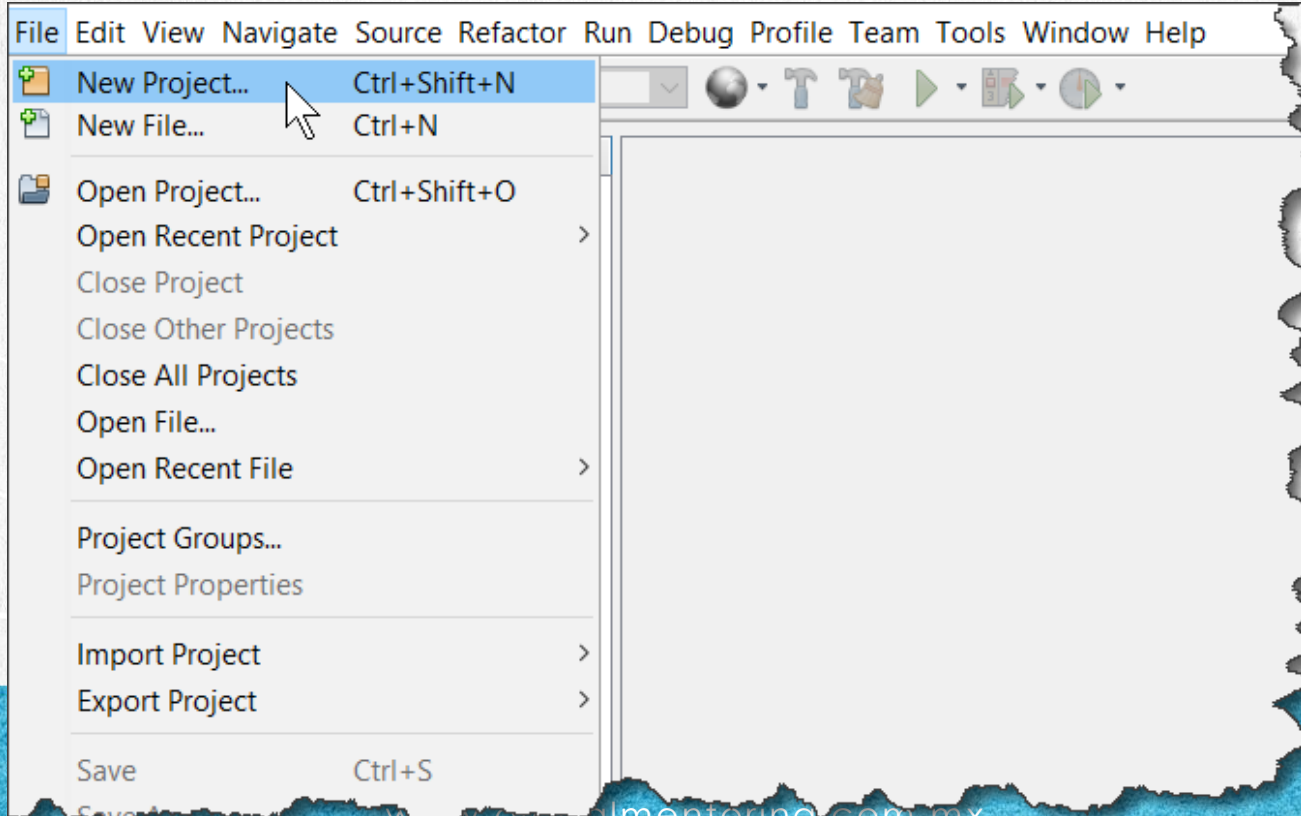 File Edit View Navigate Source Refactor Run Debug Profile Team Tools Window Help
New Project... Ctrl+Shift+N
New File... Ctrl+N
Open Project... Ctrl+Shift+O
Open Recent Project
Close Project
Close Other Projects
Close All Projects
Open File...
Open Recent File
Project Groups...
Project Properties
Import Project
Export Project
Save Ctrl+S